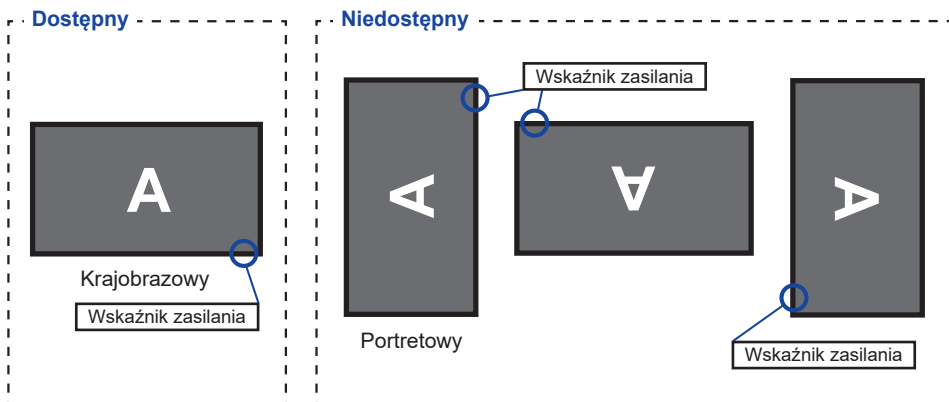 Dostępny
A
Krajobrazowy
Wskaźnik zasilania
Niedostępny
Wskaźnik zasilania
A
A
A
Portretowy
Wskaźnik zasilania